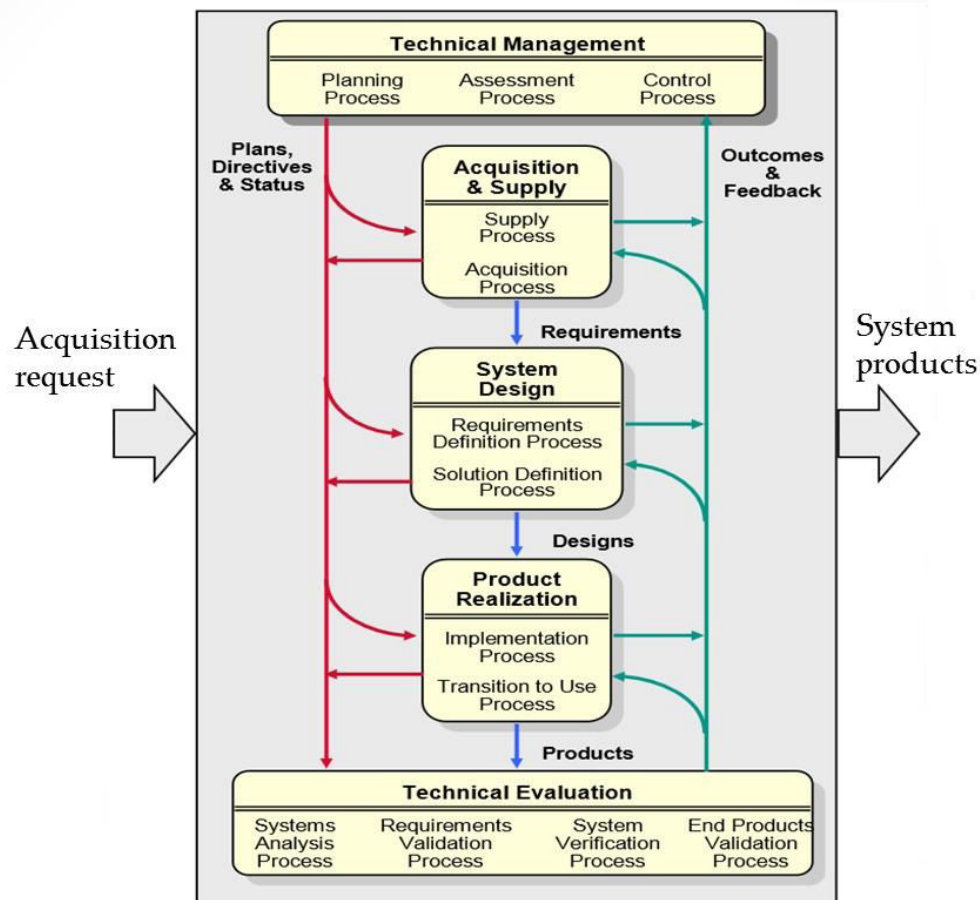 Technical Management
Planning
Process
Assessment
Process
Control
Process
Plans,
Directives
& Status
Outcomes
&
Feedback
Acquisition
& Supply
Supply
Process
Acquisition
Process
Requirements
Acquisition
request
System
products
System
Design
Requirements
Definition Process
Solution Definition
Process
Designs
Product
Realization
Implementation
Process
Transition to Use
Process
Products
Technical Evaluation
Systems
Analysis
Process
Requirements
Validation
Process
System
Verification
Process
End Products
Validation
Process